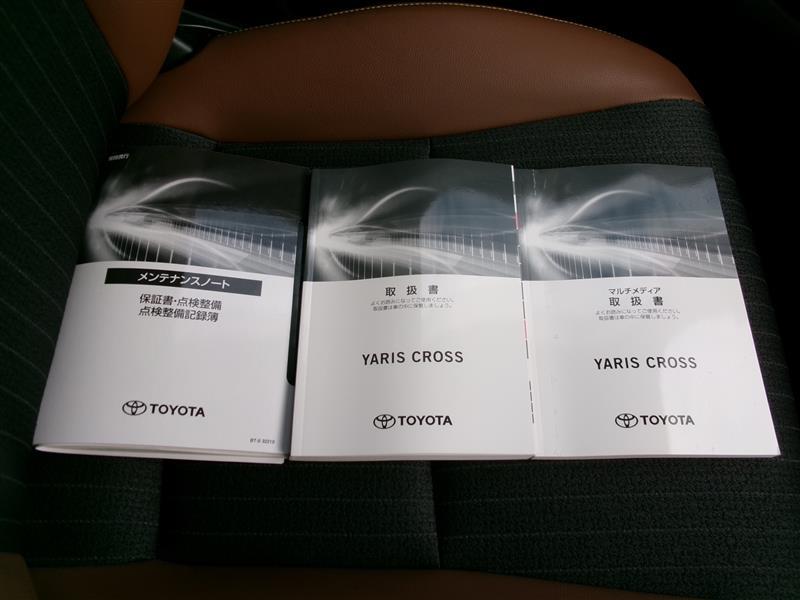 メンテナンスノート
保証書・点検整備
点検整備記録簿
TOYOTA
取扱書
よくお読みになってご使用ください。
取扱書は車の中に保管しましょう。
YARIS CROSS
TOYOTA
マルチメディア
取扱書
よくお読みになってご使用ください。
取扱書は車の中に保管しましょう。
YARIS CROSS
TOYOTA